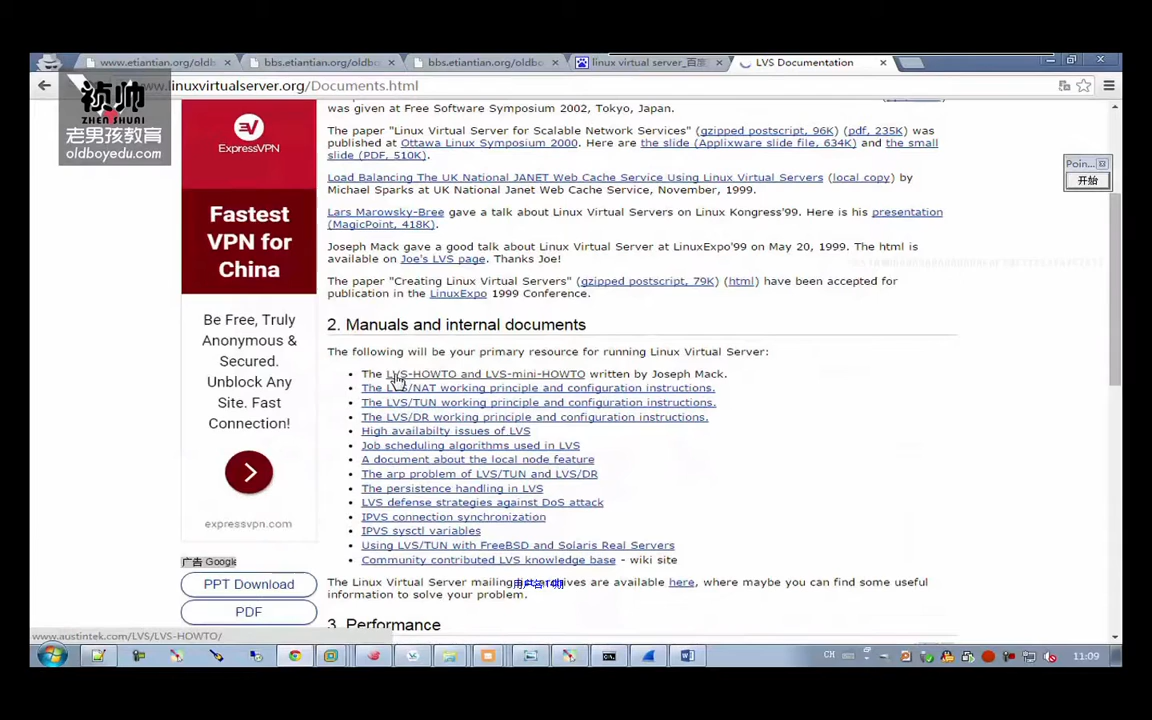 www.etiantian.org/oldb
bbs.etiantian.org/oldbo
bbs.etiantian.org/oldbo
linux virtual server_百度
LVS Documentation
www.linuxvirtualserver.org/Documents.html
祯帅
ZHEN SHUAI
老男孩教育
oldboyedu.com
was given at Free Software Symposium 2002, Tokyo, Japan.
The paper "Linux Virtual Server for Scalable Network Services" (gzipped postscript, 96K) (pdf, 235K) was
published at Ottawa Linux Symposium 2000. Here are the slide (Applixware slide file, 634K) and the small
slide (PDF, 510K).
Load Balancing The UK National JANET Web Cache Service Using Linux Virtual Servers (local copy) by
Michael Sparks at UK National Janet Web Cache Service, November, 1999.
Lars Marowsky-Bree gave a talk about Linux Virtual Servers on Linux Kongress'99. Here is his presentation
(MagicPoint, 418K).
Joseph Mack gave a good talk about Linux Virtual Server at LinuxExpo'99 on May 20, 1999. The html is
available on Joe's LVS page. Thanks Joe!
The paper "Creating Linux Virtual Servers" (gzipped postscript, 79K) (html) have been accepted for
publication in the LinuxExpo 1999 Conference.
2. Manuals and internal documents
The following will be your primary resource for running Linux Virtual Server:
• The LVS-HOWTO and LVS-mini-HOWTO written by Joseph Mack.
• The LVS/NAT working principle and configuration instructions.
• The LVS/TUN working principle and configuration instructions.
• The LVS/DR working principle and configuration instructions.
• High availabilty issues of LVS
• Job scheduling algorithms used in LVS
• A document about the local node feature
• The arp problem of LVS/TUN and LVS/DR
• The persistence handling in LVS
• LVS defense strategies against DoS attack
• IPVS connection synchronization
• IPVS sysctl variables
• Using LVS/TUN with FreeBSD and Solaris Real Servers
• Community contributed LVS knowledge base - wiki site
The Linux Virtual Server mailing archives are available here, where maybe you can find some useful
information to solve your problem.
3. Performance
EV
ExpressVPN
Fastest
VPN for
China
Be Free, Truly
Anonymous &
Secured.
Unblock Any
Site. Fast
Connection!
expressvpn.com
广告 Google
PPT Download
PDF
Poin...
开始
www.austintek.com/LVS/LVS-HOWTO/
CH
11:09